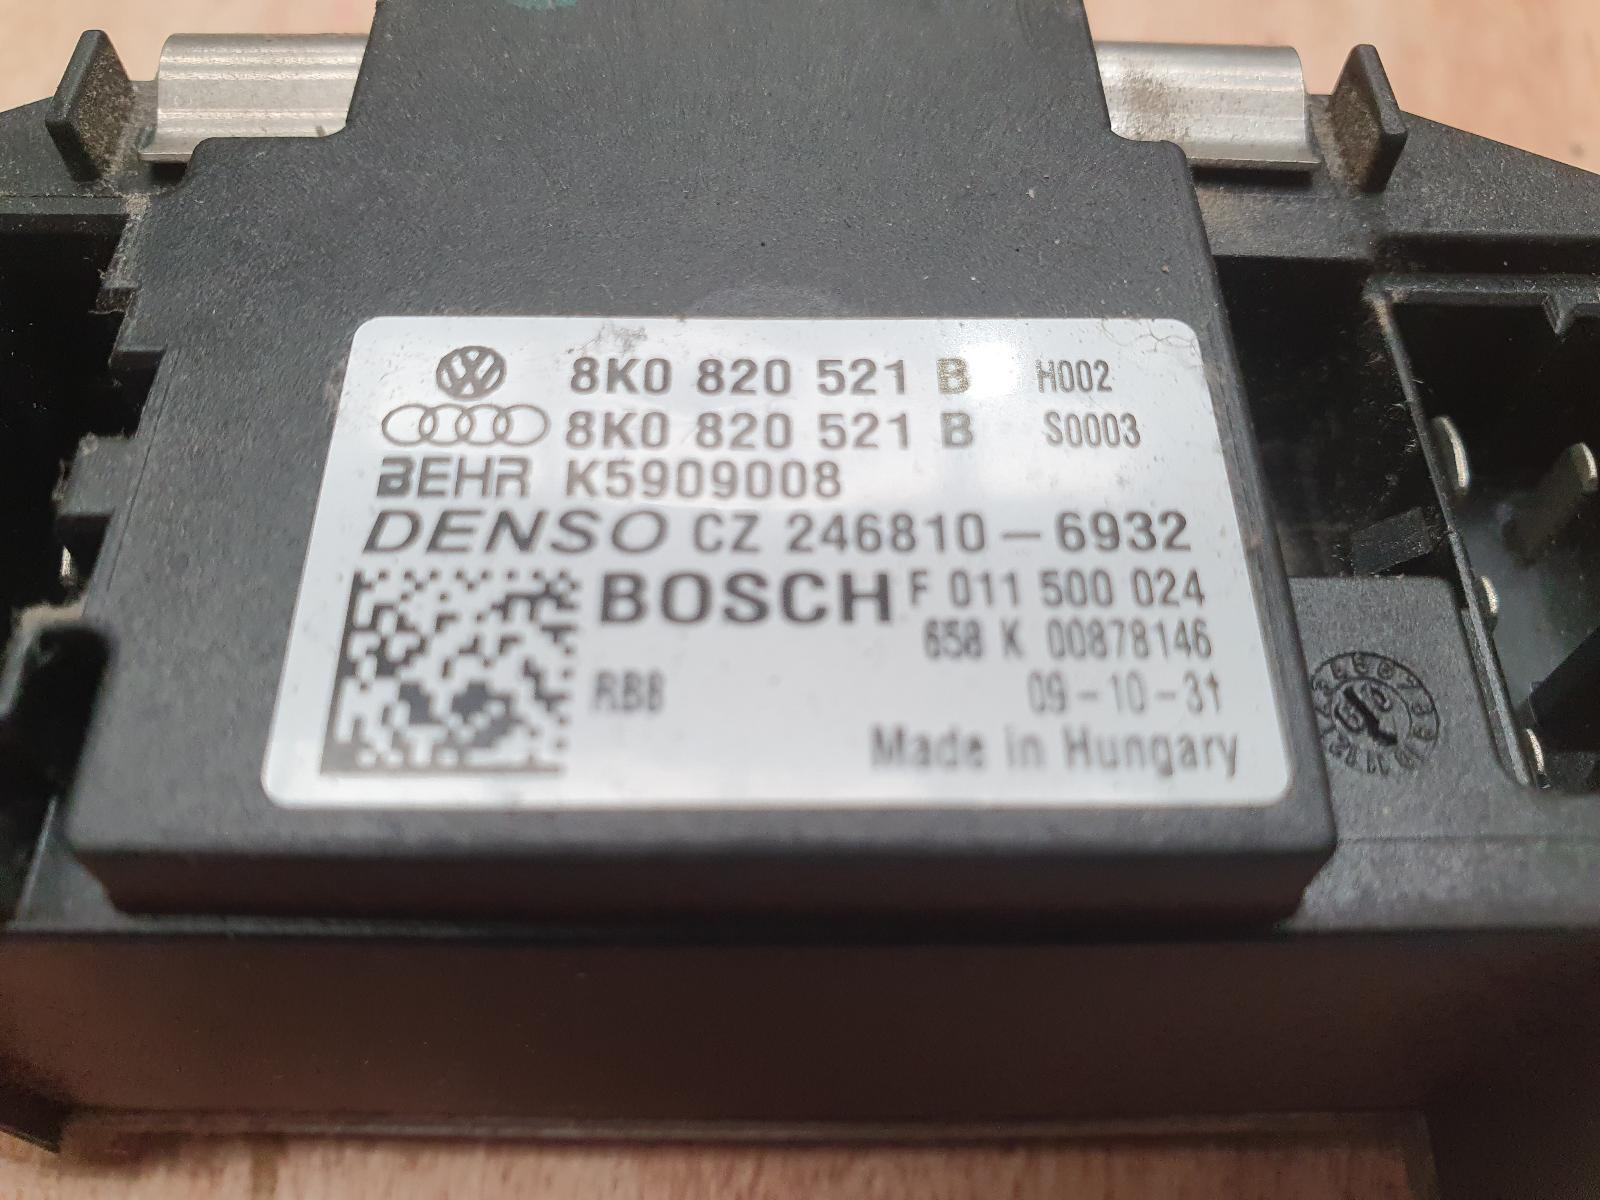 8K0 820 521 B H002
8K0 820 521 B S0003
BEHR K5909008
DENSO CZ 246810-6932
BOSCH F 011 500 024
658 K 00878146
RBB 09-10-31
Made in Hungary